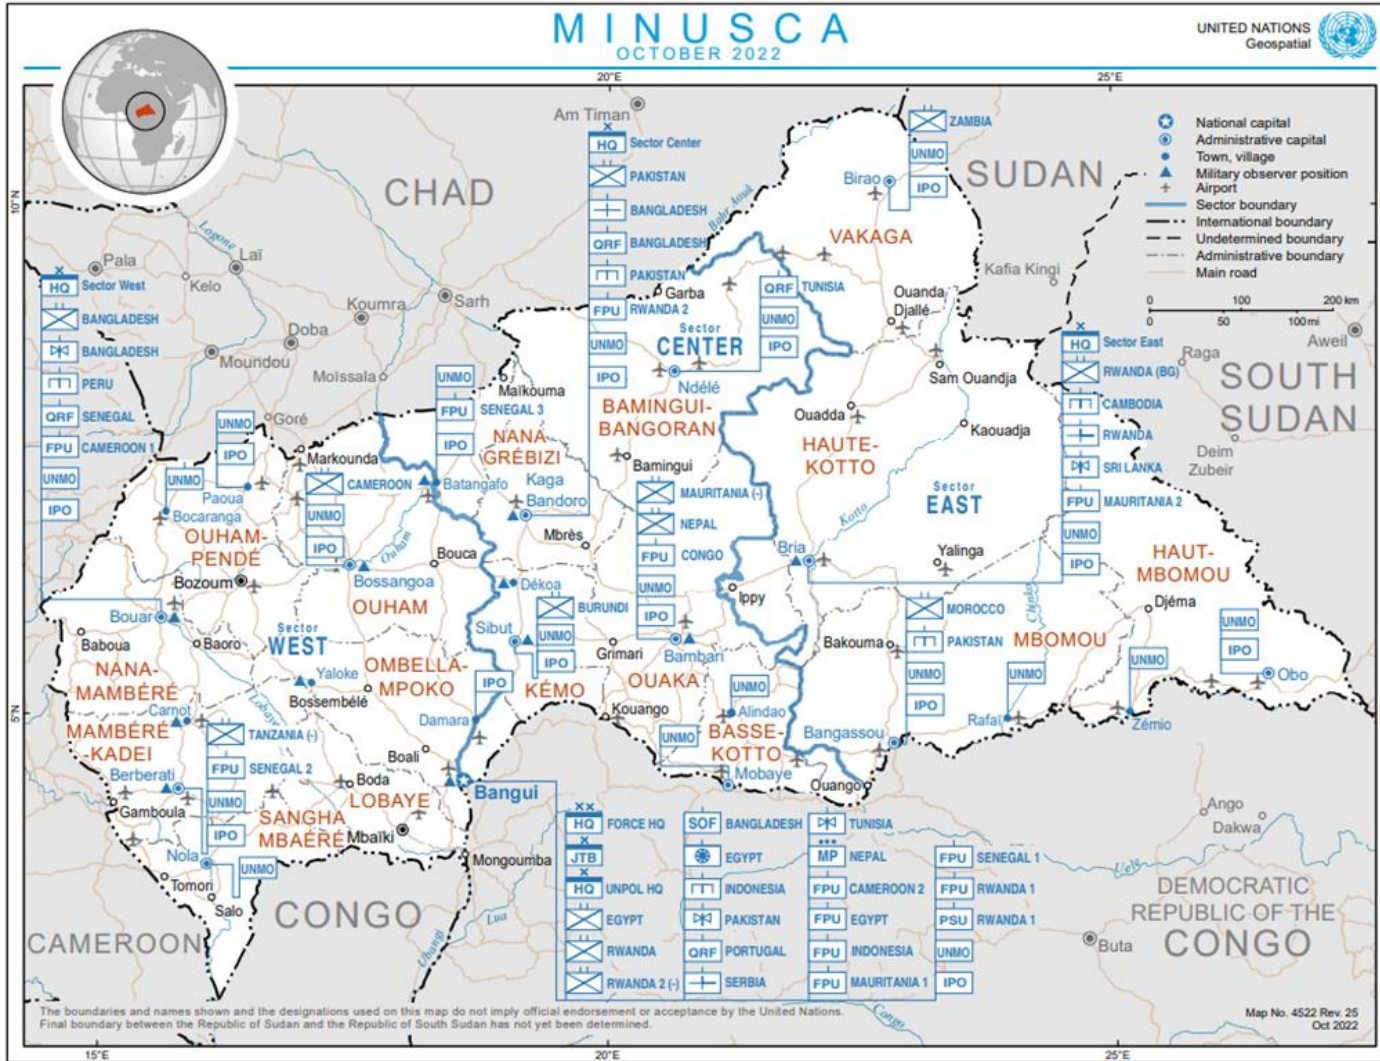 MINUSCA
OCTOBER 2022
UNITED NATIONS
Geospatial
20°E
25°E
10°N
5°N
15°E
20°E
25°E
National capital
Administrative capital
Town, village
Military observer position
Airport
Sector boundary
International boundary
Undetermined boundary
Administrative boundary
Main road
0 100 200 km
0 50 100 mi
CHAD
SUDAN
SOUTH
SUDAN
DEMOCRATIC
REPUBLIC OF THE
CONGO
CONGO
CAMEROON
Am Timan
Bahr Aouk
Logone
Pala
Kelo
Laï
Koumra
Sarh
Doba
Moundou
Moïssala
Goré
Kafia Kingi
Raga
Aweil
Deim
Zubeir
HQ Sector West
BANGLADESH
BANGLADESH
PERU
QRF SENEGAL
FPU CAMEROON 1
UNMO
IPO
HQ Sector Center
PAKISTAN
BANGLADESH
QRF BANGLADESH
PAKISTAN
FPU RWANDA 2
UNMO
IPO
ZAMBIA
UNMO
IPO
Birao
VAKAGA
Garba
QRF TUNISIA
UNMO
IPO
Ouanda
Djallé
Sector
CENTER
Ndélé
Sam Ouandja
HQ Sector East
RWANDA (BG)
CAMBODIA
RWANDA
SRI LANKA
FPU MAURITANIA 2
UNMO
IPO
UNMO
FPU SENEGAL 3
IPO
Maïkouma
BAMINGUI-
BANGORAN
Ouadda
HAUTE-
KOTTO
Kaouadja
NANA
GRÉBIZI
Kaga
Bandoro
Bamingui
UNMO
IPO
Markounda
Paoua
UNMO
Bocaranga
CAMEROON
UNMO
IPO
Batangafo
Ouham
MAURITANIA (-)
NEPAL
FPU CONGO
UNMO
IPO
Sector
EAST
Kotto
Mbrès
OUHAM-
PENDÉ
Bozoum
Bossangoa
OUHAM
Bouca
Dékoa
Bria
Ippy
Yalinga
HAUT-
MBOMOU
Chinko
Djéma
Bouar
Baboua
Baoro
Sector
WEST
BURUNDI
UNMO
IPO
Sibut
Grimari
Bambari
MOROCCO
PAKISTAN
UNMO
IPO
Bakouma
MBOMOU
UNMO
UNMO
UNMO
IPO
Obo
NANA-
MAMBÉRÉ
Yaloke
Bossembélé
OMBELLA-
MPOKO
IPO
KÉMO
OUAKA
Kouango
UNMO
Alindao
Lobaye
Carnot
MAMBÉRÉ
-KADEI
Damara
UNMO
BASSE-
KOTTO
Bangassou
Rafaï
Zémio
TANZANIA (-)
FPU SENEGAL 2
UNMO
IPO
Berberati
Boali
Boda
Bangui
Mobaye
Ouango
Gamboula
SANGHA
MBAÉRÉ
LOBAYE
Mbaïki
Nola
UNMO
Tomori
Salo
Mongoumba
Lua
Ubangi
Congo
Uele
Ango
Dakwa
Buta
HQ FORCE HQ
JTB
HQ UNPOL HQ
EGYPT
RWANDA
RWANDA 2 (-)
SOF BANGLADESH
EGYPT
INDONESIA
PAKISTAN
QRF PORTUGAL
SERBIA
TUNISIA
MP NEPAL
FPU CAMEROON 2
FPU EGYPT
FPU INDONESIA
FPU MAURITANIA 1
FPU SENEGAL 1
FPU RWANDA 1
PSU RWANDA 1
UNMO
IPO
The boundaries and names shown and the designations used on this map do not imply official endorsement or acceptance by the United Nations.
Final boundary between the Republic of Sudan and the Republic of South Sudan has not yet been determined.
Map No. 4522 Rev. 25
Oct 2022